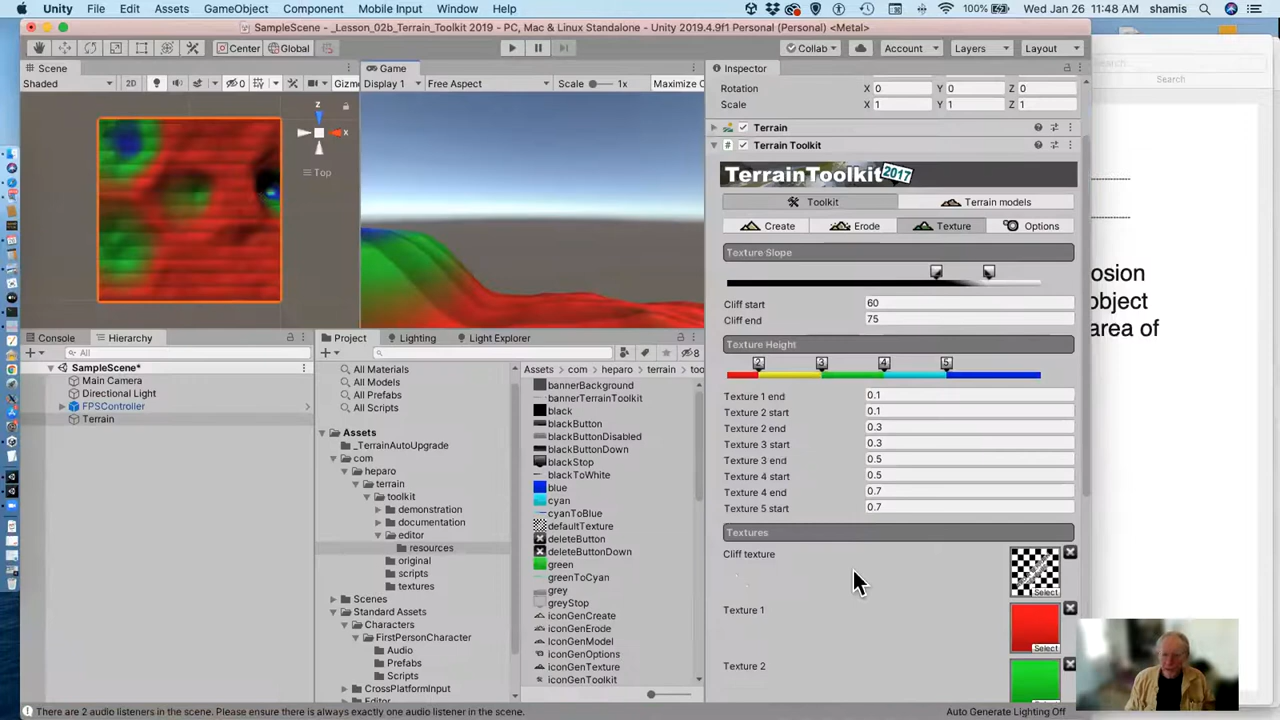 Unity File Edit Assets GameObject Component Mobile Input Window Help 100% Wed Jan 26 11:48 AM shamis
SampleScene - _Lesson_02b_Terrain_Toolkit 2019 - PC, Mac & Linux Standalone - Unity 2019.4.9f1 Personal (Personal) <Metal>
Center Global Collab Account Layers Layout
Scene Game Inspector
Shaded 2D 0 Gizm Display 1 Free Aspect Scale 1x Maximize O
Search
Rotation X 0 Y 0 Z 0
Scale X 1 Y 1 Z 1
Terrain
Terrain Toolkit
TerrainToolkit 2017
Toolkit Terrain models
Create Erode Texture Options
Texture Slope
Cliff start 60
Cliff end 75
Texture Height
2 3 4 5
Texture 1 end 0.1
Texture 2 start 0.1
Texture 2 end 0.3
Texture 3 start 0.3
Texture 3 end 0.5
Texture 4 start 0.5
Texture 4 end 0.7
Texture 5 start 0.7
Textures
Cliff texture
Select
Texture 1
Select
Texture 2
z
x
Top
Console Hierarchy
All
SampleScene*
Main Camera
Directional Light
FPSController
Terrain
Project Lighting Light Explorer
8
All Materials
All Models
All Prefabs
All Scripts
Assets
_TerrainAutoUpgrade
com
heparo
terrain
toolkit
demonstration
documentation
editor
resources
original
scripts
textures
Scenes
Standard Assets
Characters
FirstPersonCharacter
Audio
Prefabs
Scripts
CrossPlatformInput
Editor
Assets com heparo terrain too
bannerBackground
bannerTerrainToolkit
black
blackButton
blackButtonDisabled
blackButtonDown
blackStop
blackToWhite
blue
cyan
cyanToBlue
defaultTexture
deleteButton
deleteButtonDown
green
greenToCyan
grey
greyStop
iconGenCreate
iconGenErode
IconGenModel
iconGenOptions
iconGenTexture
iconGenToolkit
osion
object
area of
There are 2 audio listeners in the scene. Please ensure there is always exactly one audio listener in the scene.
Auto Generate Lighting Off